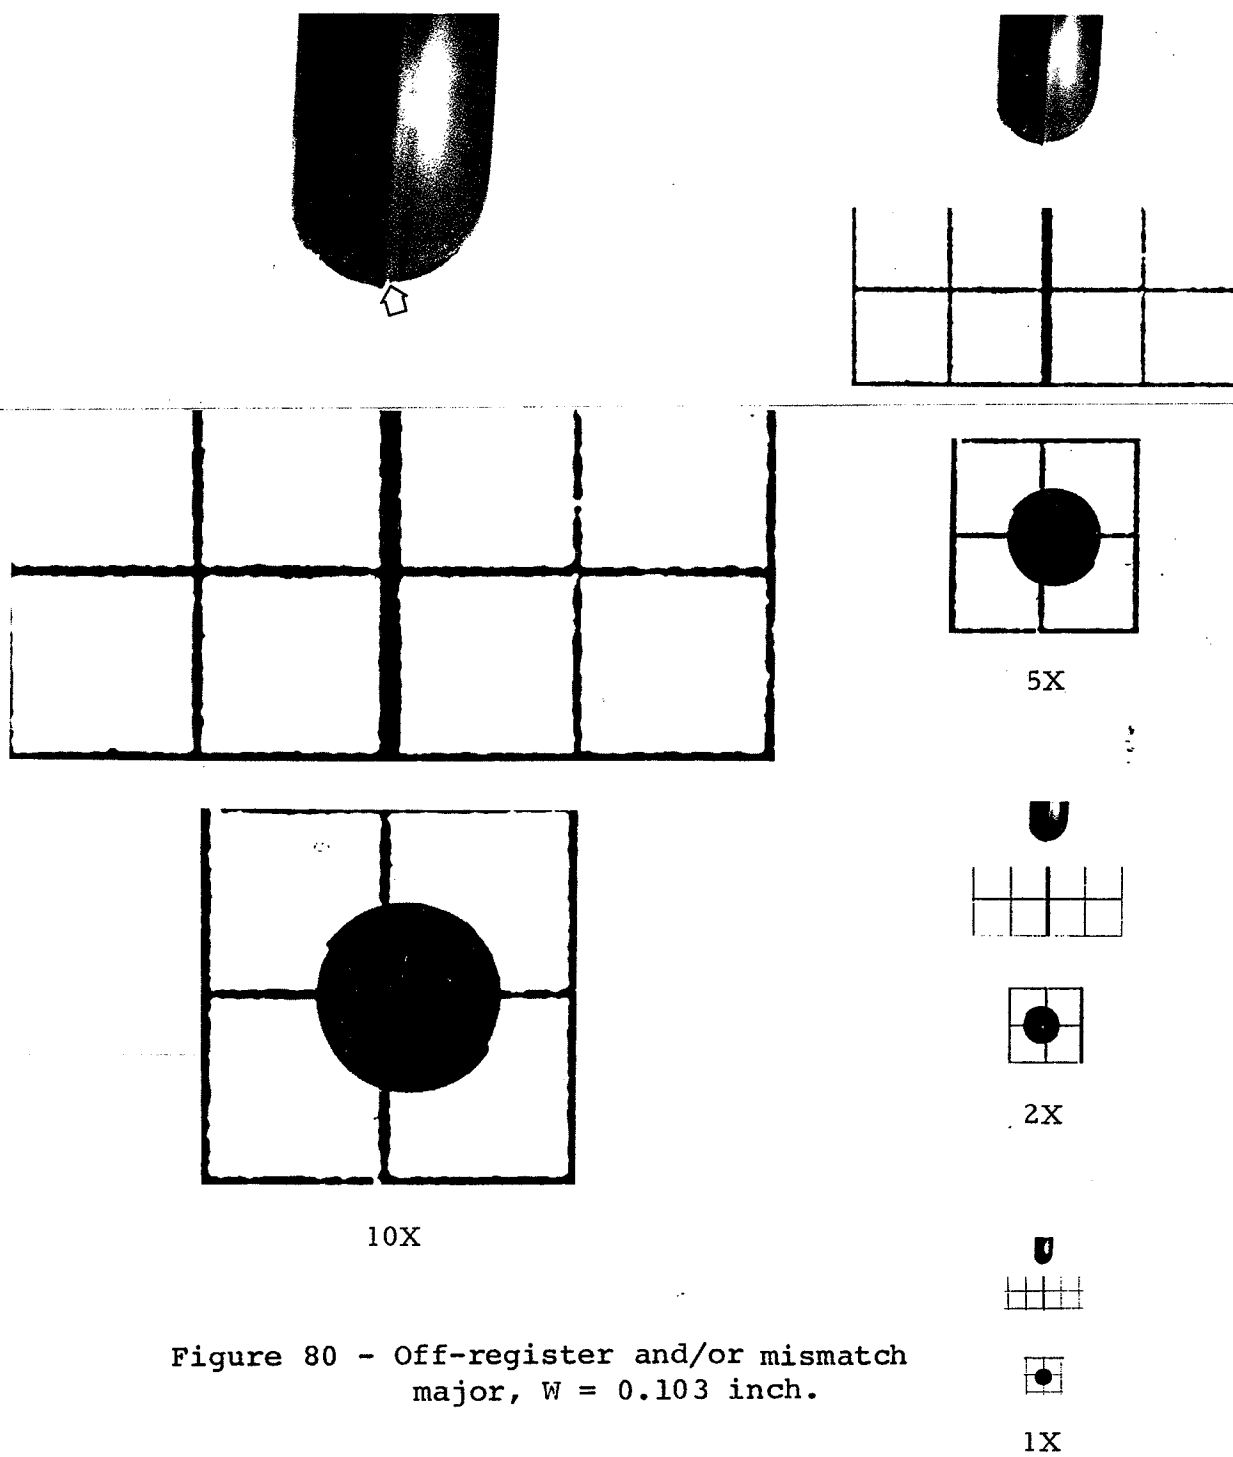 5X
2X
10X
Figure 80 - Off-register and/or mismatch
major, W = 0.103 inch.
1X